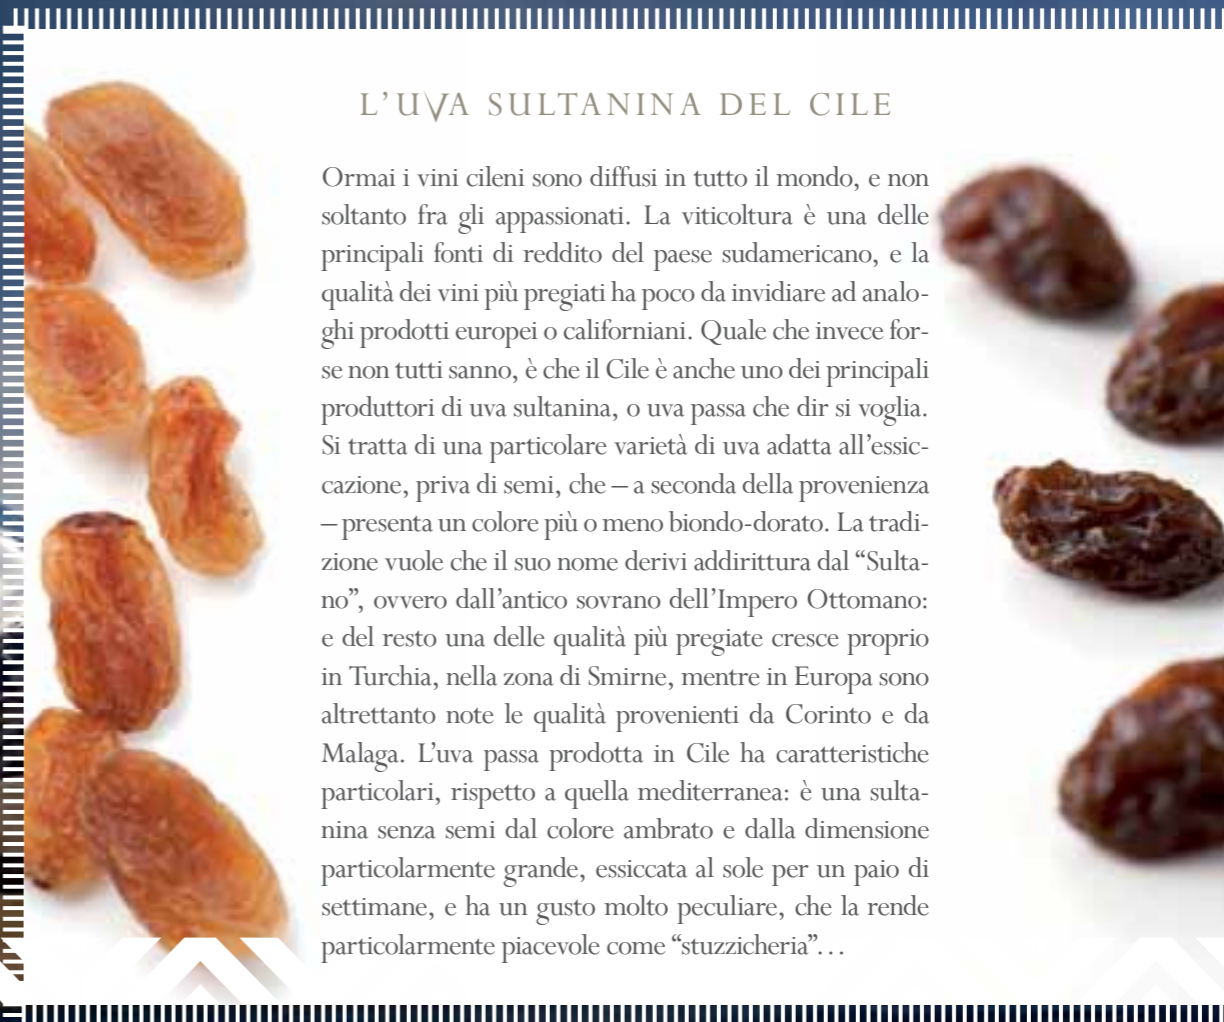 L’UVA SULTANINA DEL CILE
Ormai i vini cileni sono diffusi in tutto il mondo, e non
soltanto fra gli appassionati. La viticoltura è una delle
principali fonti di reddito del paese sudamericano, e la
qualità dei vini più pregiati ha poco da invidiare ad analo-
ghi prodotti europei o californiani. Quale che invece for-
se non tutti sanno, è che il Cile è anche uno dei principali
produttori di uva sultanina, o uva passa che dir si voglia.
Si tratta di una particolare varietà di uva adatta all’essic-
cazione, priva di semi, che – a seconda della provenienza
– presenta un colore più o meno biondo-dorato. La tradi-
zione vuole che il suo nome derivi addirittura dal “Sulta-
no”, ovvero dall’antico sovrano dell’Impero Ottomano:
e del resto una delle qualità più pregiate cresce proprio
in Turchia, nella zona di Smirne, mentre in Europa sono
altrettanto note le qualità provenienti da Corinto e da
Malaga. L’uva passa prodotta in Cile ha caratteristiche
particolari, rispetto a quella mediterranea: è una sulta-
nina senza semi dal colore ambrato e dalla dimensione
particolarmente grande, essiccata al sole per un paio di
settimane, e ha un gusto molto peculiare, che la rende
particolarmente piacevole come “stuzzicheria”…